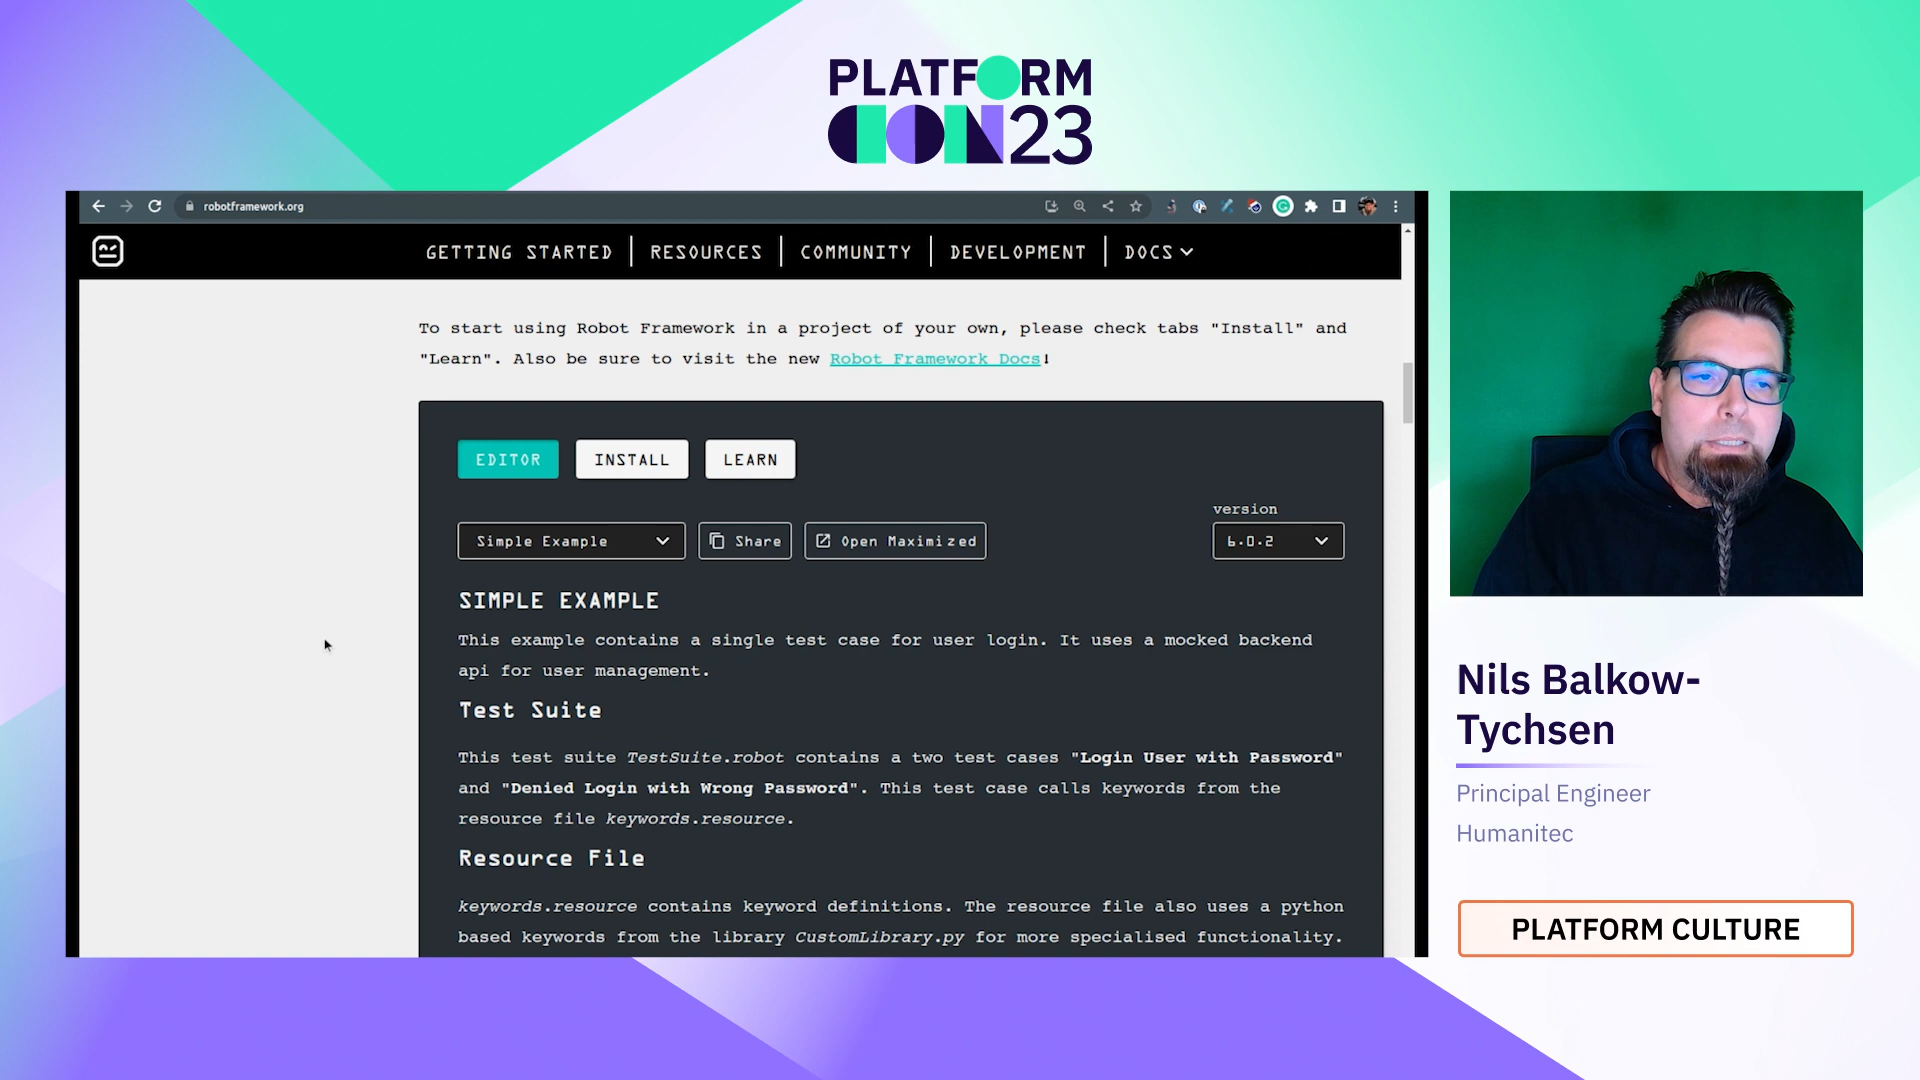 PLATFORM
CON23
robotframework.org
GETTING STARTED
RESOURCES
COMMUNITY
DEVELOPMENT
DOCS
To start using Robot Framework in a project of your own, please check tabs "Install" and
"Learn". Also be sure to visit the new Robot Framework Docs!
EDITOR
INSTALL
LEARN
version
Simple Example
Share
Open Maximized
6.0.2
SIMPLE EXAMPLE
This example contains a single test case for user login. It uses a mocked backend
api for user management.
Test Suite
This test suite TestSuite.robot contains a two test cases "Login User with Password"
and "Denied Login with Wrong Password". This test case calls keywords from the
resource file keywords.resource.
Resource File
keywords.resource contains keyword definitions. The resource file also uses a python
based keywords from the library CustomLibrary.py for more specialised functionality.
Nils Balkow-
Tychsen
Principal Engineer
Humanitec
PLATFORM CULTURE